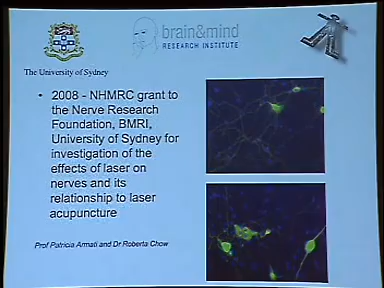 brain&mind
RESEARCH INSTITUTE
The University of Sydney
• 2008 - NHMRC grant to
the Nerve Research
Foundation, BMRI,
University of Sydney for
investigation of the
effects of laser on
nerves and its
relationship to laser
acupuncture
Prof Patricia Armati and Dr Roberta Chow